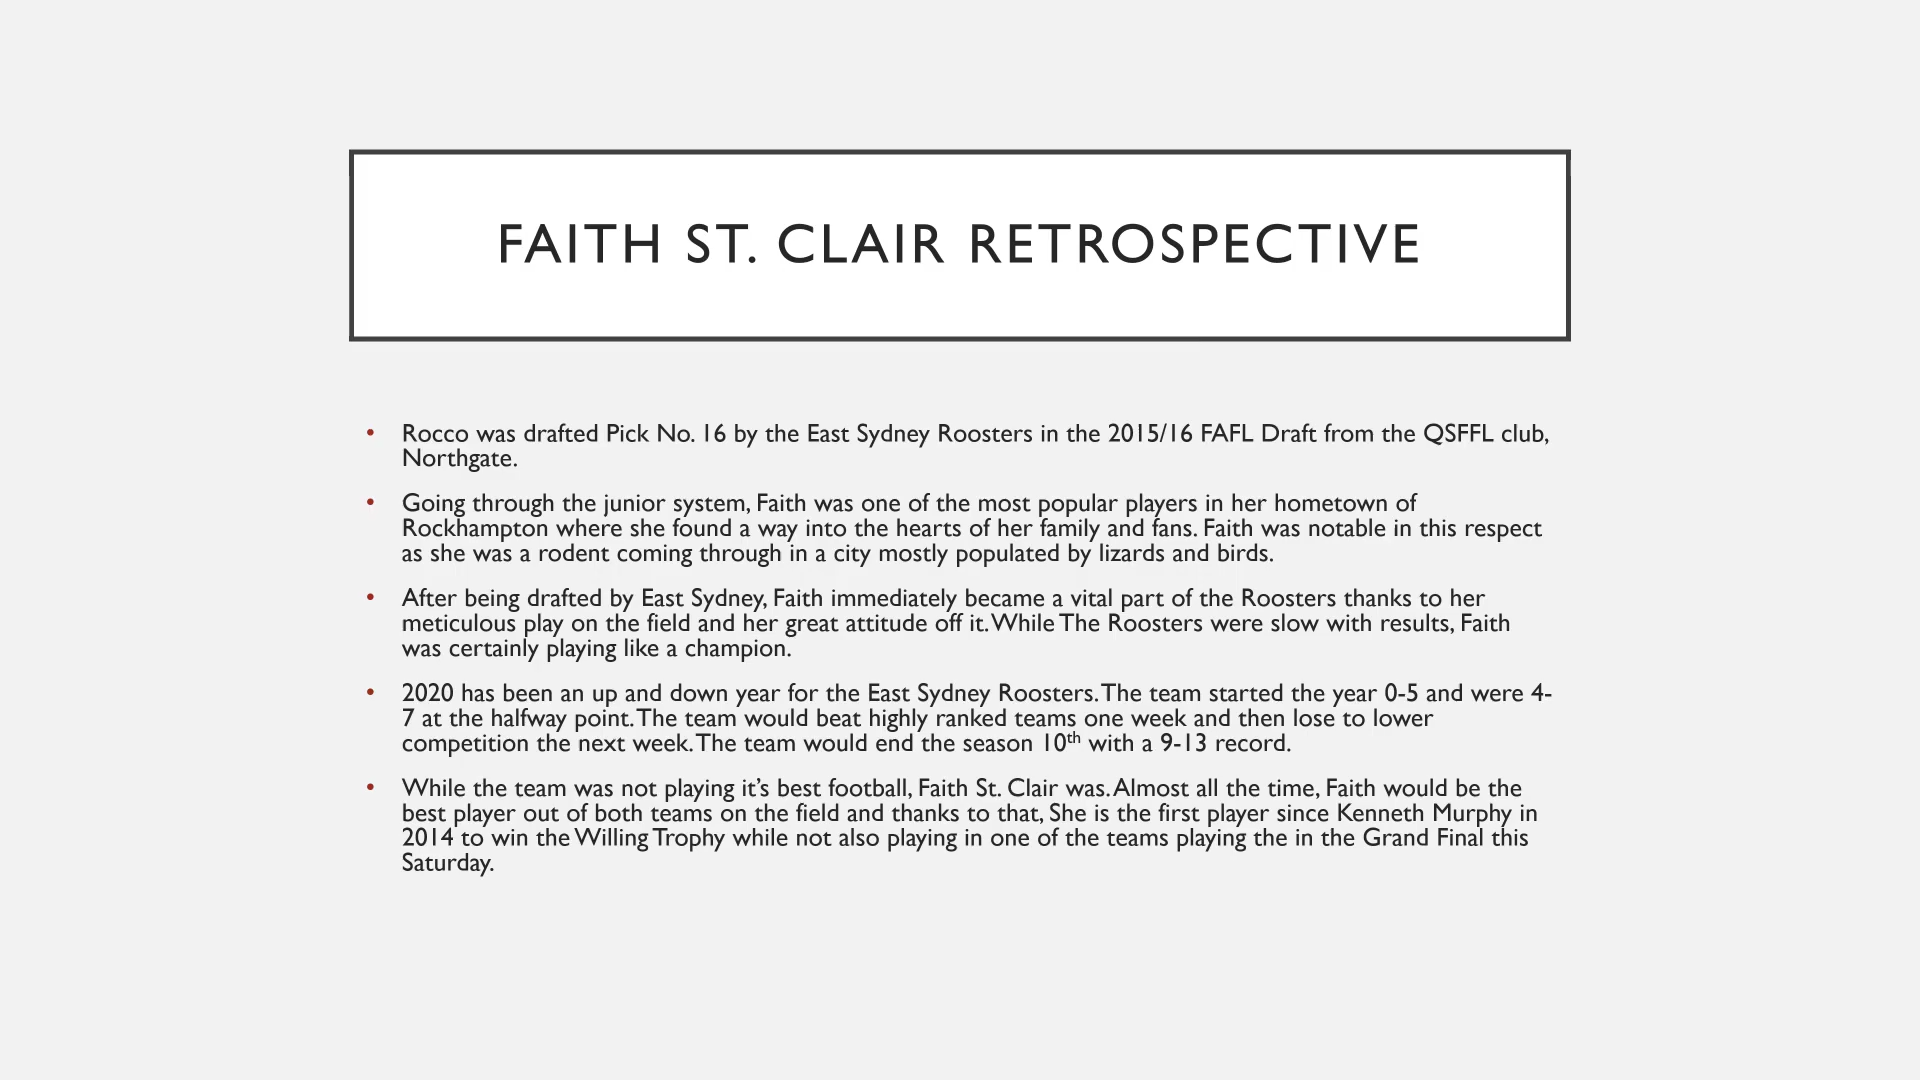 FAITH ST. CLAIR RETROSPECTIVE
• Rocco was drafted Pick No. 16 by the East Sydney Roosters in the 2015/16 FAFL Draft from the QSFFL club,
Northgate.
• Going through the junior system, Faith was one of the most popular players in her hometown of
Rockhampton where she found a way into the hearts of her family and fans. Faith was notable in this respect
as she was a rodent coming through in a city mostly populated by lizards and birds.
• After being drafted by East Sydney, Faith immediately became a vital part of the Roosters thanks to her
meticulous play on the field and her great attitude off it. While The Roosters were slow with results, Faith
was certainly playing like a champion.
• 2020 has been an up and down year for the East Sydney Roosters. The team started the year 0-5 and were 4-
7 at the halfway point. The team would beat highly ranked teams one week and then lose to lower
competition the next week. The team would end the season 10th with a 9-13 record.
• While the team was not playing it’s best football, Faith St. Clair was. Almost all the time, Faith would be the
best player out of both teams on the field and thanks to that, She is the first player since Kenneth Murphy in
2014 to win the Willing Trophy while not also playing in one of the teams playing the in the Grand Final this
Saturday.